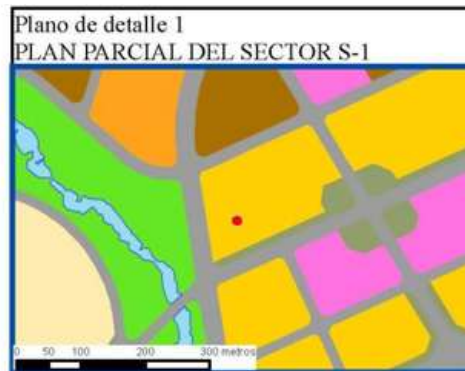 Plano de detalle 1
PLAN PARCIAL DEL SECTOR S-1
0 50 100 200 300 metros